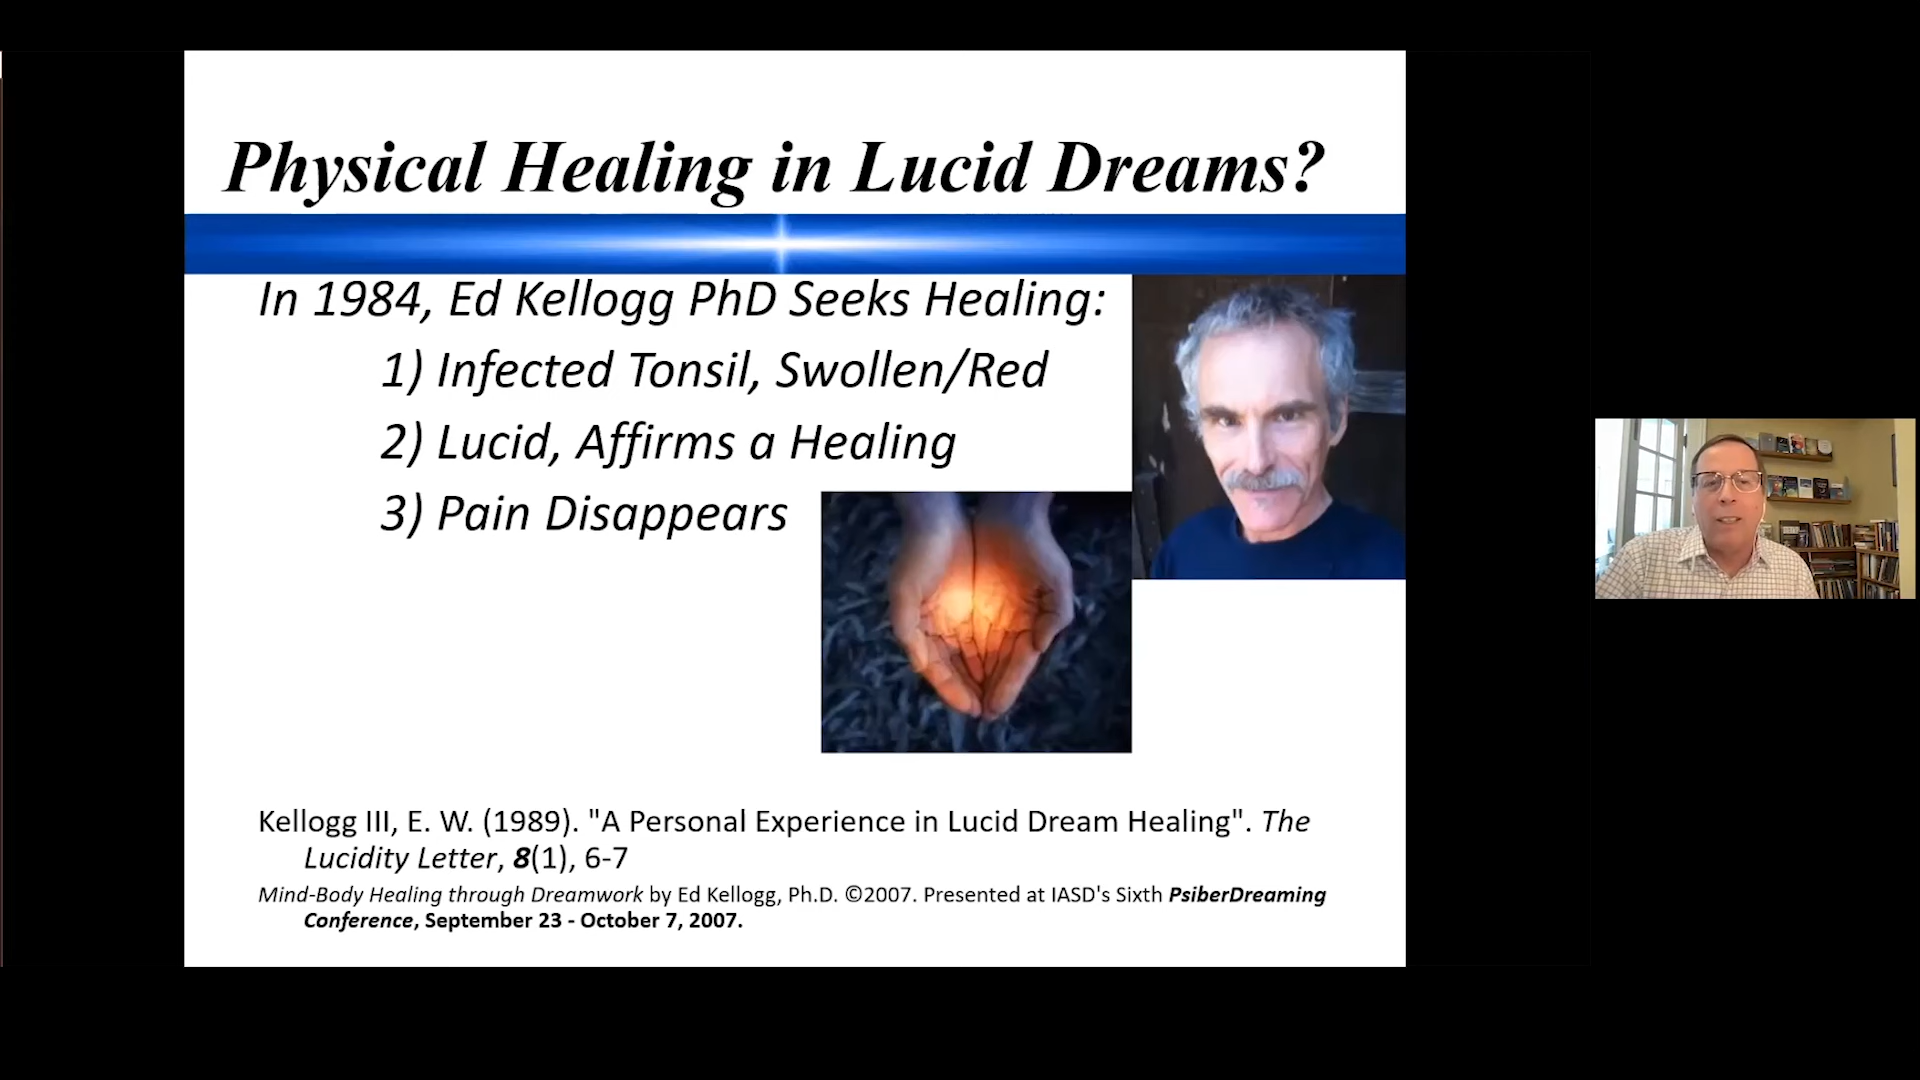 Physical Healing in Lucid Dreams?
In 1984, Ed Kellogg PhD Seeks Healing:
1) Infected Tonsil, Swollen/Red
2) Lucid, Affirms a Healing
3) Pain Disappears
Kellogg III, E. W. (1989). "A Personal Experience in Lucid Dream Healing". The
Lucidity Letter, 8(1), 6-7
Mind-Body Healing through Dreamwork by Ed Kellogg, Ph.D. ©2007. Presented at IASD's Sixth PsiberDreaming
Conference, September 23 - October 7, 2007.